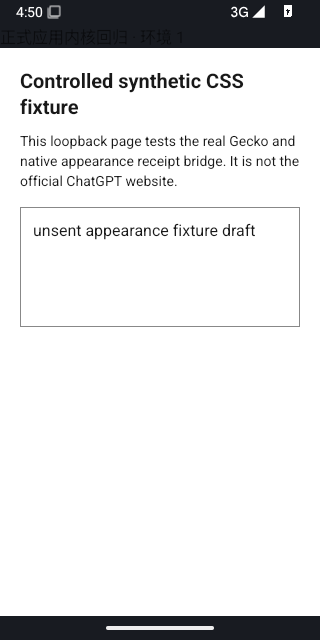 4:50
3G
正式应用内核回归 · 环境 1
Controlled synthetic CSS
fixture
This loopback page tests the real Gecko and
native appearance receipt bridge. It is not the
official ChatGPT website.
unsent appearance fixture draft